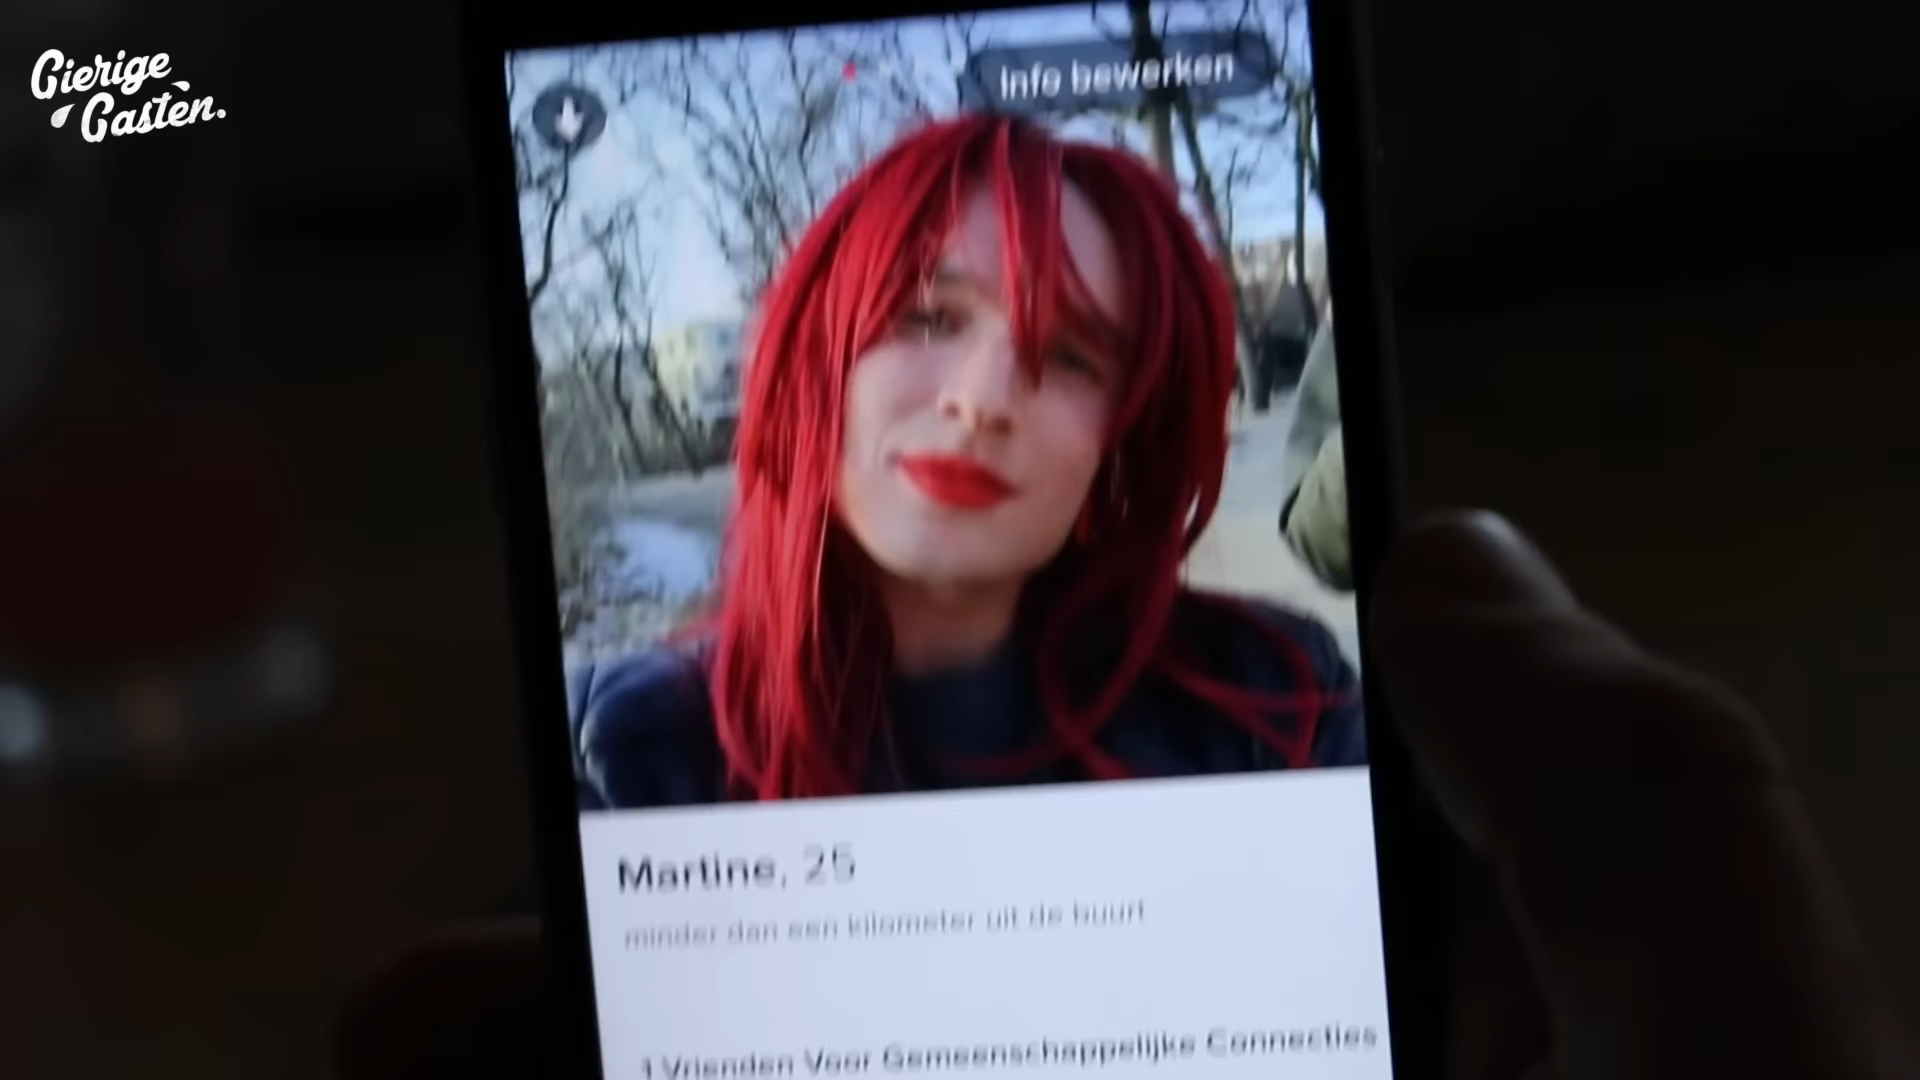 Gierige
Gasten.
Info bewerken
Martine, 25
minder dan een kilometer uit de buurt
1 Vrienden Voor Gemeenschappelijke Connecties